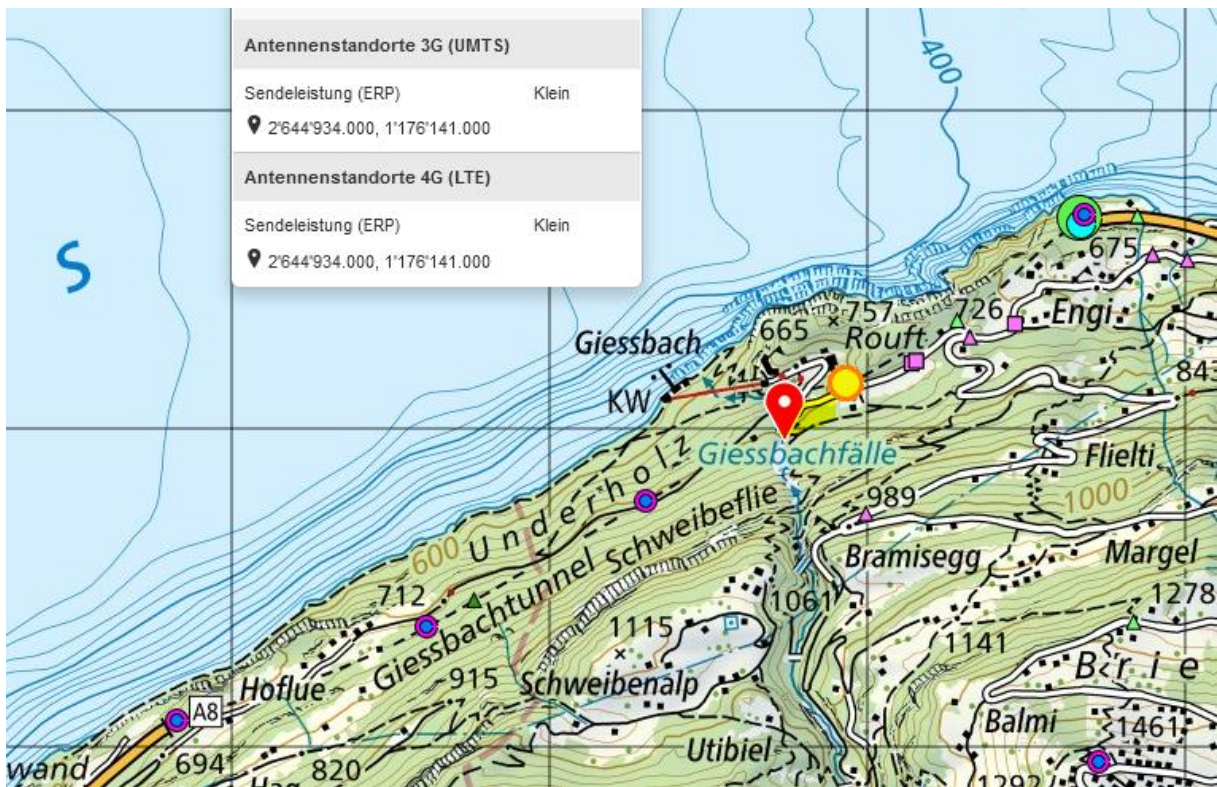 Antennenstandorte 3G (UMTS)
Sendeleistung (ERP) Klein
2'644'934.000, 1'176'141.000
Antennenstandorte 4G (LTE)
Sendeleistung (ERP) Klein
2'644'934.000, 1'176'141.000
400
S
675
757
726
Engi
665
Rouft
Giessbach
843
KW
Giessbachfälle
Flielti
Underholz
989
1000
Schweibeflie
600
Bramisegg
Margel
712
Giessbachtunnel
1061
1278
1115
1141
A8
Hoflue
915
Schweibenalp
Brie
Balmi
1461
694
820
Utibiel
wand
1292